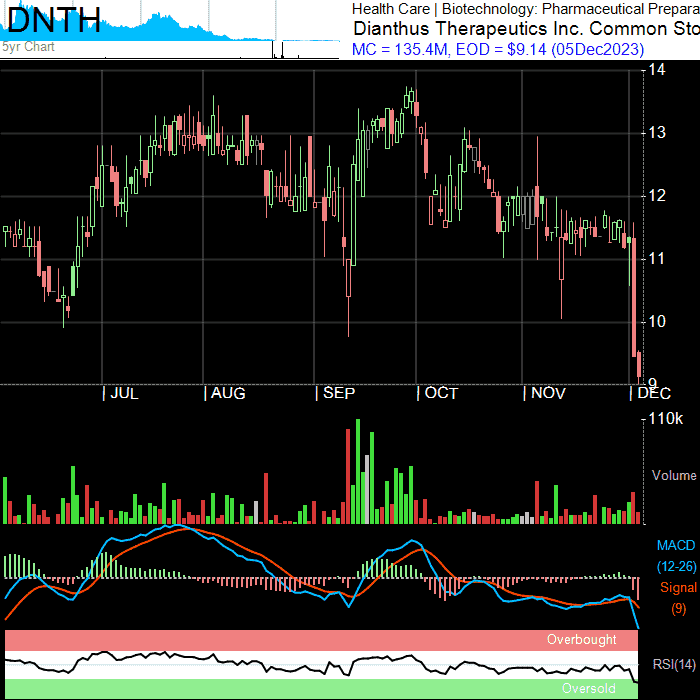 DNTH
Health Care | Biotechnology: Pharmaceutical Prepara
Dianthus Therapeutics Inc. Common Sto
5yr Chart
MC = 135.4M, EOD = $9.14 (05Dec2023)
14
13
12
11
10
9
| JUL | AUG | SEP | OCT | NOV | DEC
110k
Volume
MACD
(12-26)
Signal
(9)
Overbought
RSI(14)
Oversold